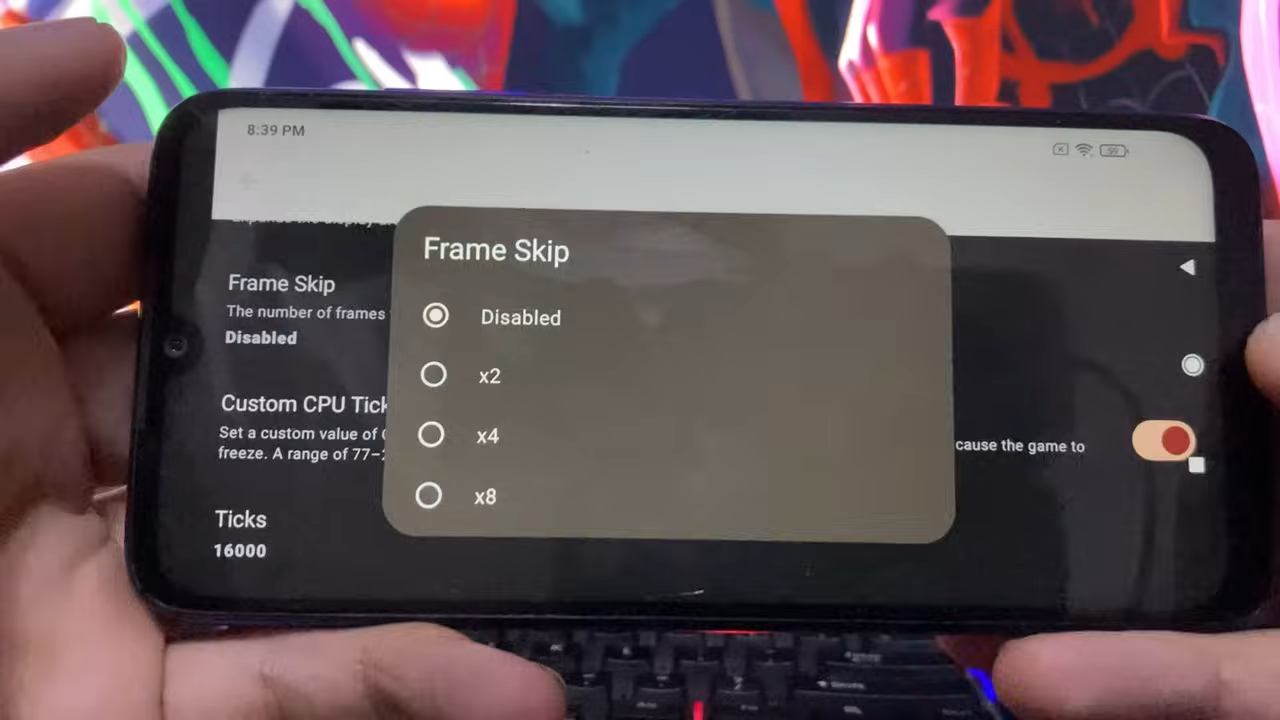 8:39 PM
59
Frame Skip
The number of frames
Disabled
Custom CPU Tick
Set a custom value of
cause the game to
freeze. A range of 77–
Ticks
16000
Frame Skip
Disabled
x2
x4
x8